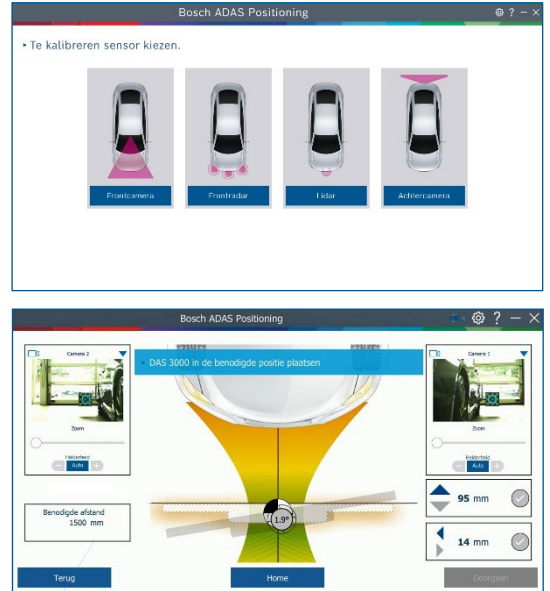 Bosch ADAS Positioning
? − ×
▸ Te kalibreren sensor kiezen.
Frontcamera
Frontradar
Lidar
Achtercamera
Bosch ADAS Positioning
? − ×
Camera 2
▸ DAS 3000 in de benodigde positie plaatsen
Camera 1
Zoom
Zoom
Helderheid
− Auto +
Helderheid
− Auto +
Benodigde afstand
1500 mm
1.9°
95 mm
14 mm
Terug
Home
Doorgaan